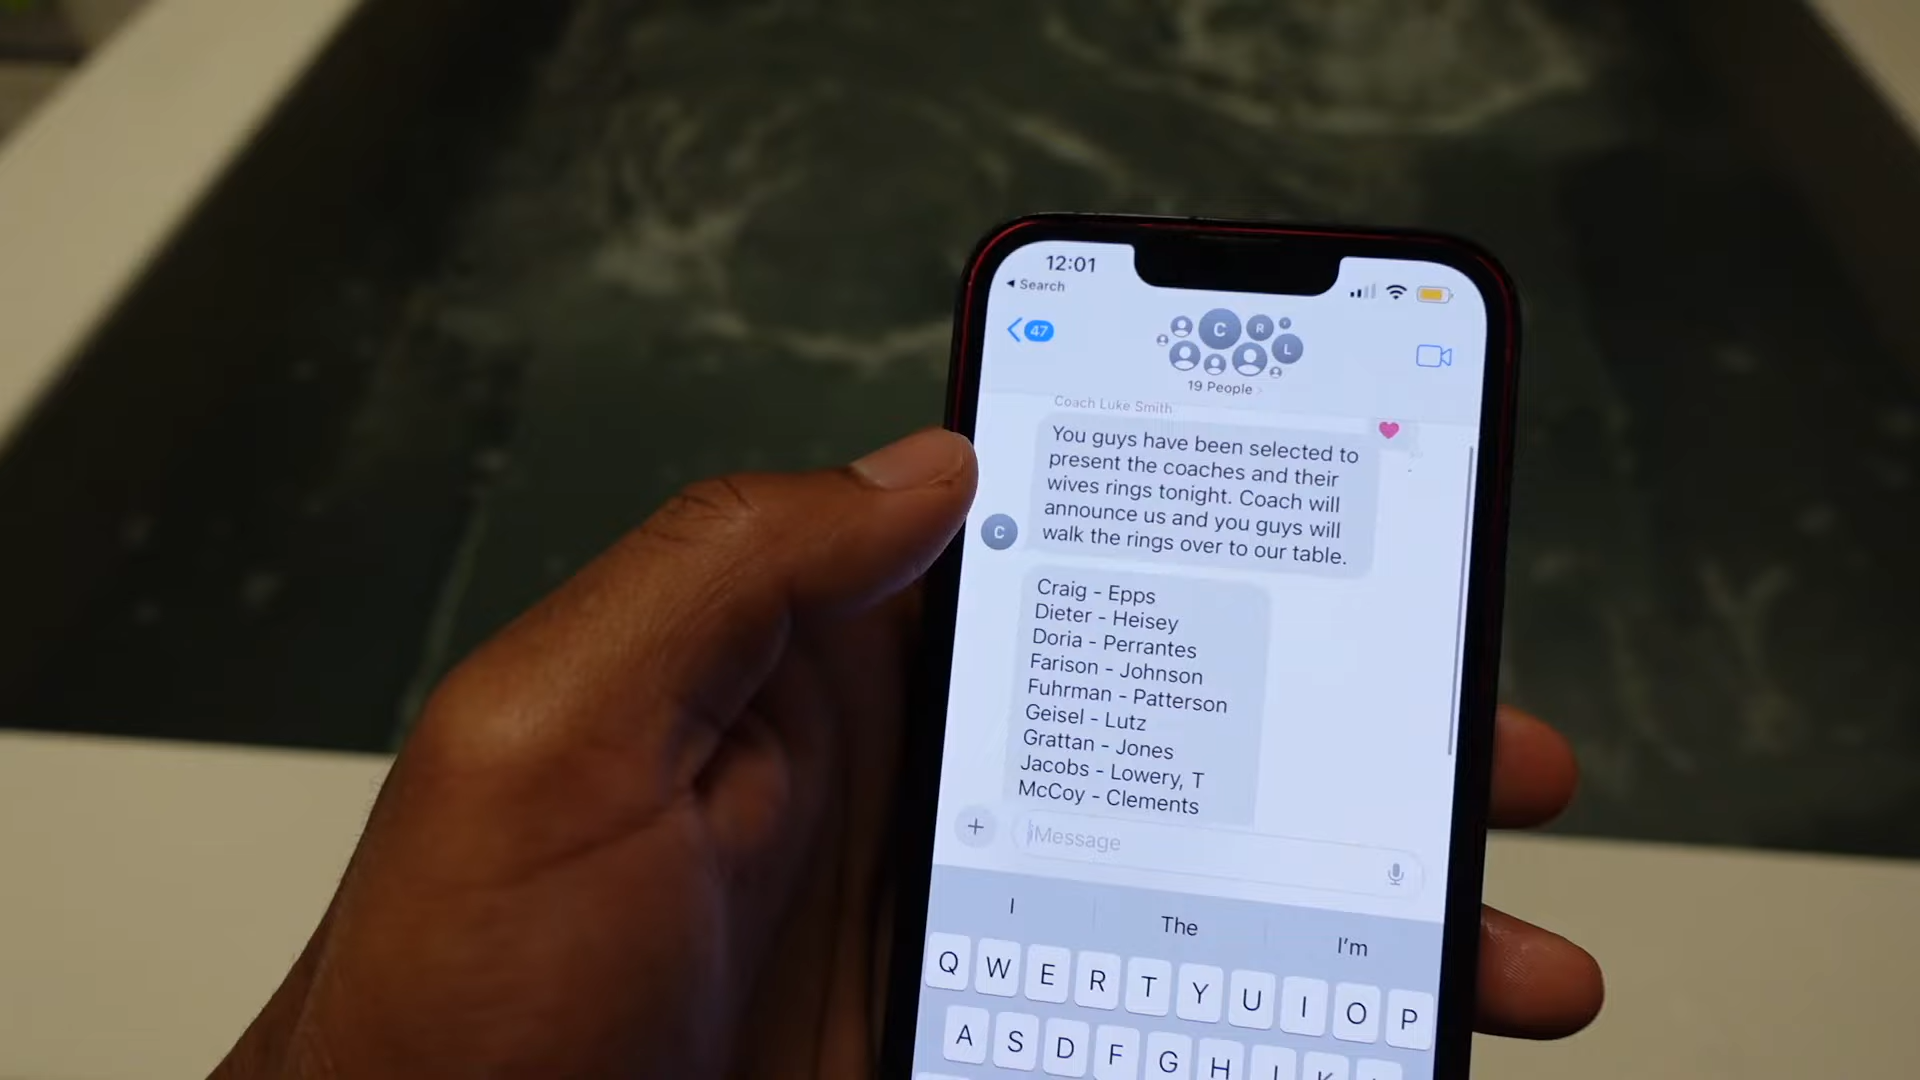 12:01
Search
47
C
R
L
19 People
Coach Luke Smith
You guys have been selected to
present the coaches and their
wives rings tonight. Coach will
announce us and you guys will
walk the rings over to our table.
C
Craig - Epps
Dieter - Heisey
Doria - Perrantes
Farison - Johnson
Fuhrman - Patterson
Geisel - Lutz
Grattan - Jones
Jacobs - Lowery, T
McCoy - Clements
iMessage
I The I'm
Q W E R T Y U I O P
A S D F G H